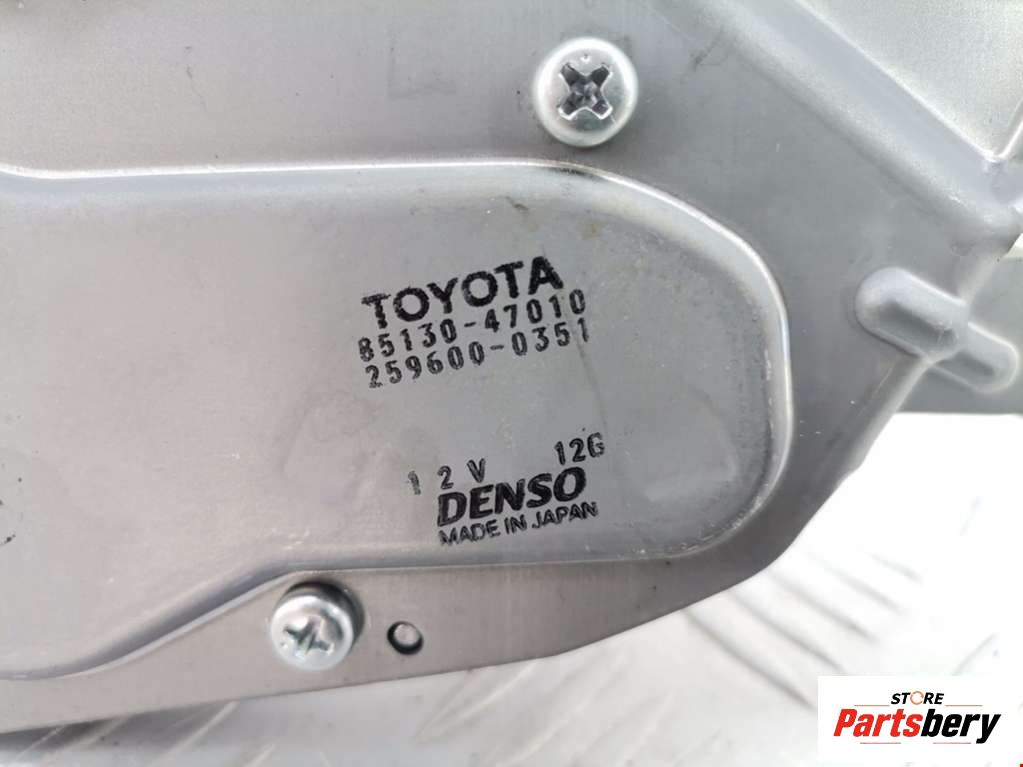 TOYOTA
85130-47010
259600-0351
12V 12G
DENSO
MADE IN JAPAN
STORE
Partsbery